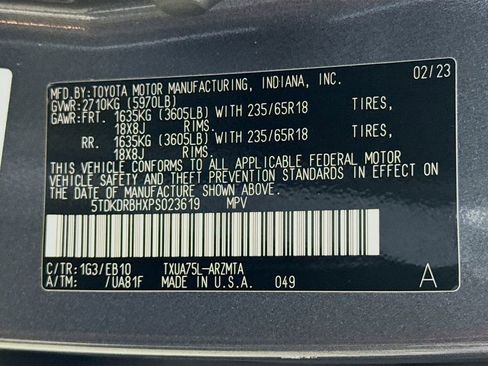 MFD.BY:TOYOTA MOTOR MANUFACTURING, INDIANA, INC. 02/23
GVWR:2710KG (5970LB)
GAWR:FRT. 1635KG (3605LB) WITH 235/65R18 TIRES,
18X8J RIMS.
RR. 1635KG (3605LB) WITH 235/65R18 TIRES,
18X8J RIMS.
THIS VEHICLE CONFORMS TO ALL APPLICABLE FEDERAL MOTOR
VEHICLE SAFETY AND THEFT PREVENTION STANDARDS IN EFFECT ON
THE DATE OF MANUFACTURE SHOWN ABOVE.
5TDKDRBHXPS023619 MPV
C/TR:1G3/EB10 TXUA75L-ARZMTA
A/TM: /UA81F MADE IN U.S.A. 049 A